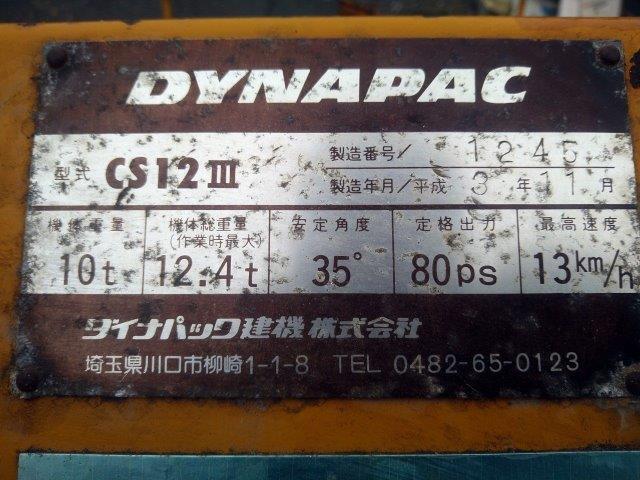 DYNAPAC
型式 CS12III 製造番号/ 1245
製造年月/平成 3年 11月
機体重量 機体総重量 安定角度 定格出力 最高速度
(作業時最大)
10t 12.4t 35° 80ps 13km/h
ダイナパック建機株式会社
埼玉県川口市柳崎1-1-8 TEL 0482-65-0123